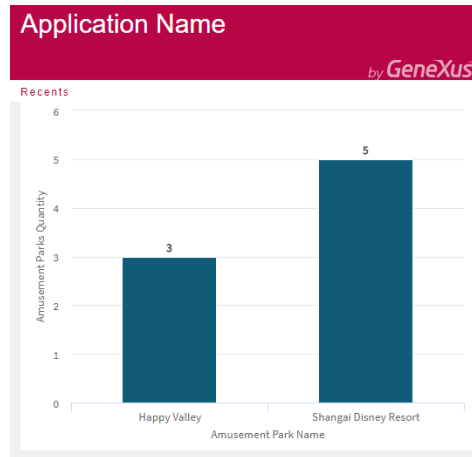 Application Name
by GeneXus
Recents
6
5
4
3
2
1
0
Amusement Parks Quantity
3
5
Happy Valley
Shangai Disney Resort
Amusement Park Name